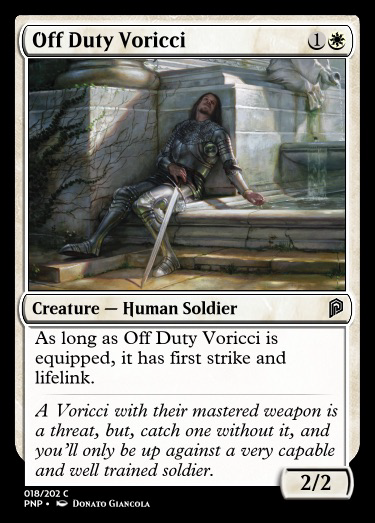 Off Duty Voricci
1
Creature — Human Soldier
As long as Off Duty Voricci is
equipped, it has first strike and
lifelink.
A Voricci with their mastered weapon is
a threat, but, catch one without it, and
you'll only be up against a very capable
and well trained soldier.
2/2
018/202 C
PNP • Donato Giancola